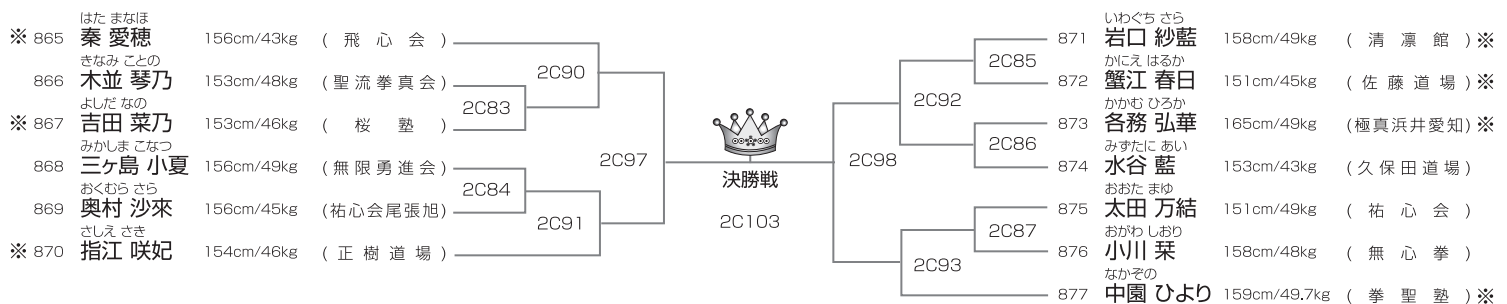 はた まなほ
※ 865 秦 愛穂 156cm/43kg ( 飛 心 会 )
きなみ ことの
866 木並 琴乃 153cm/48kg (聖流拳真会)
よしだ なの
※ 867 吉田 菜乃 153cm/46kg ( 桜 塾 )
みかしま こなつ
868 三ヶ島 小夏 156cm/49kg (無限勇進会)
おくむら さら
869 奥村 沙來 156cm/45kg (祐心会尾張旭)
さしえ さき
※ 870 指江 咲妃 154cm/46kg ( 正 樹 道 場 )
2C90
2C83
2C84
2C91
2C97
決勝戦
2C103
2C98
2C85
2C92
2C86
2C87
2C93
いわぐち さら
871 岩口 紗藍 158cm/49kg ( 清 凛 館 ) ※
かにえ はるか
872 蟹江 春日 151cm/45kg ( 佐 藤 道 場 ) ※
かかむ ひろか
873 各務 弘華 165cm/49kg (極真浜井愛知) ※
みずたに あい
874 水谷 藍 153cm/43kg (久保田道場)
おおた まゆ
875 太田 万結 151cm/49kg ( 祐 心 会 )
おがわ しおり
876 小川 栞 158cm/48kg ( 無 心 拳 )
なかぞの
877 中園 ひより 159cm/49.7kg ( 拳 聖 塾 ) ※